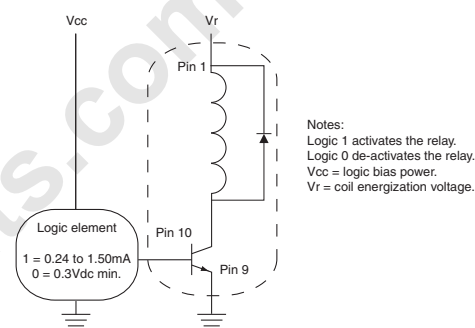 Vcc
Vr
Pin 1
Notes:
Logic 1 activates the relay.
Logic 0 de-activates the relay.
Vcc = logic bias power.
Vr = coil energization voltage.
Logic element
1 = 0.24 to 1.50mA
0 = 0.3Vdc min.
Pin 10
Pin 9